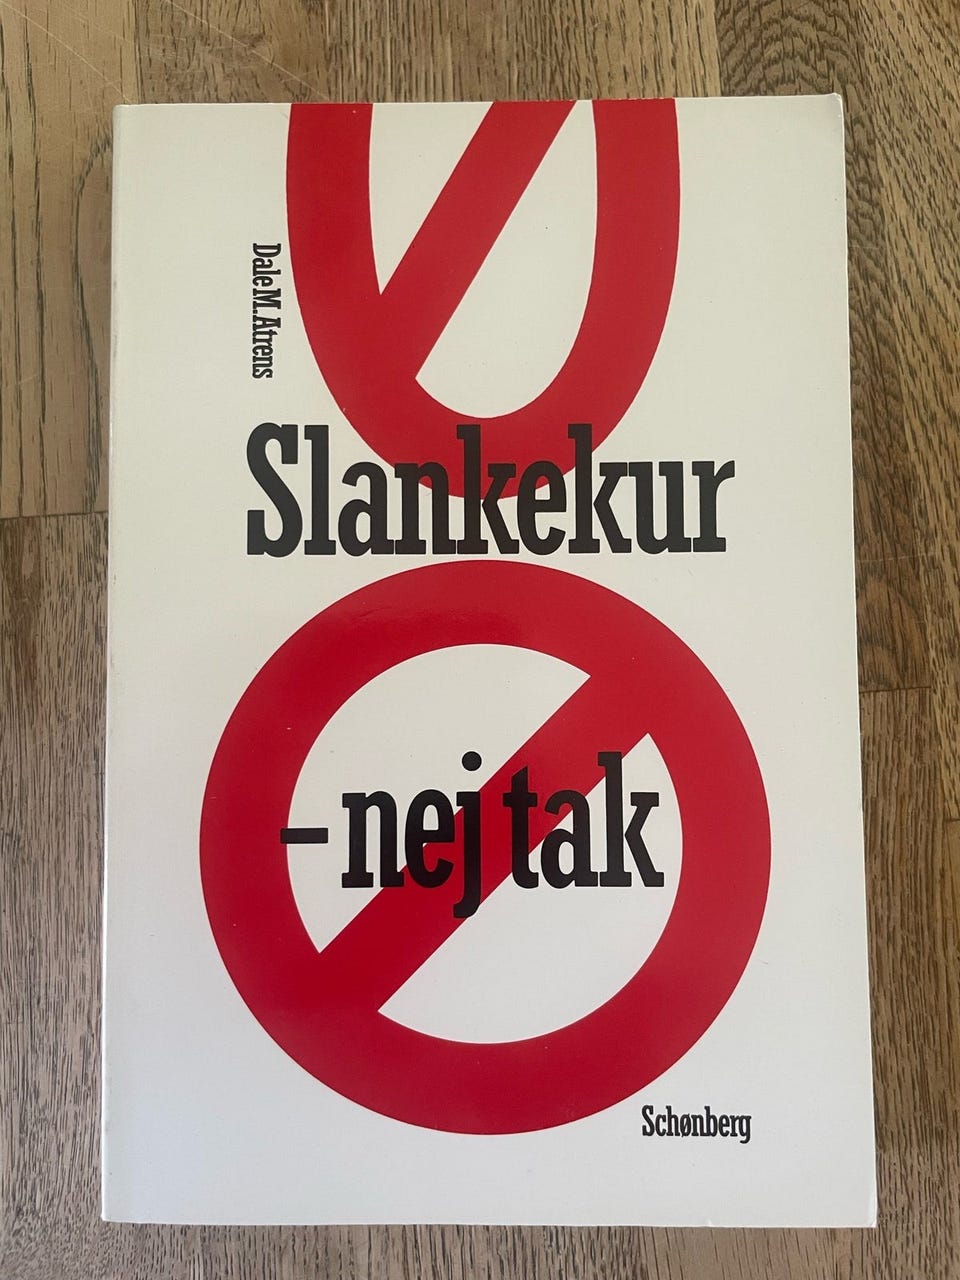 Dale M. Atrens
Slankekur
– nej tak
Schønberg